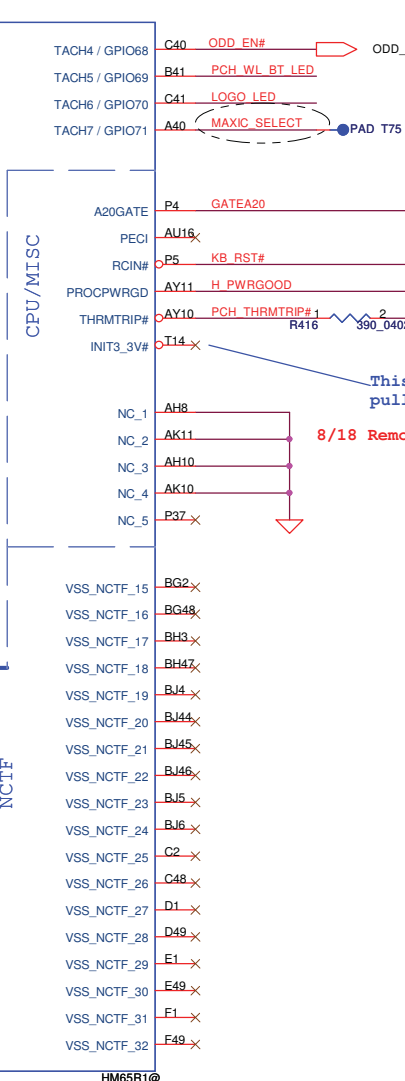 TACH4 / GPIO68 C40 ODD_EN# ODD_
TACH5 / GPIO69 B41 PCH_WL_BT_LED
TACH6 / GPIO70 C41 LOGO_LED
TACH7 / GPIO71 A40 MAXIC_SELECT PAD T75
CPU/MISC
A20GATE P4 GATEA20
PECI AU16
RCIN# P5 KB_RST#
PROCPWRGD AY11 H_PWRGOOD
THRMTRIP# AY10 PCH_THRMTRIP# 1 2
R416 390_0402
INIT3_3V# T14
This
pull
NC_1 AH8
8/18 Remo
NC_2 AK11
NC_3 AH10
NC_4 AK10
NC_5 P37
NCTF
VSS_NCTF_15 BG2
VSS_NCTF_16 BG48
VSS_NCTF_17 BH3
VSS_NCTF_18 BH47
VSS_NCTF_19 BJ4
VSS_NCTF_20 BJ44
VSS_NCTF_21 BJ45
VSS_NCTF_22 BJ46
VSS_NCTF_23 BJ5
VSS_NCTF_24 BJ6
VSS_NCTF_25 C2
VSS_NCTF_26 C48
VSS_NCTF_27 D1
VSS_NCTF_28 D49
VSS_NCTF_29 E1
VSS_NCTF_30 E49
VSS_NCTF_31 F1
VSS_NCTF_32 F49
HM65R1@